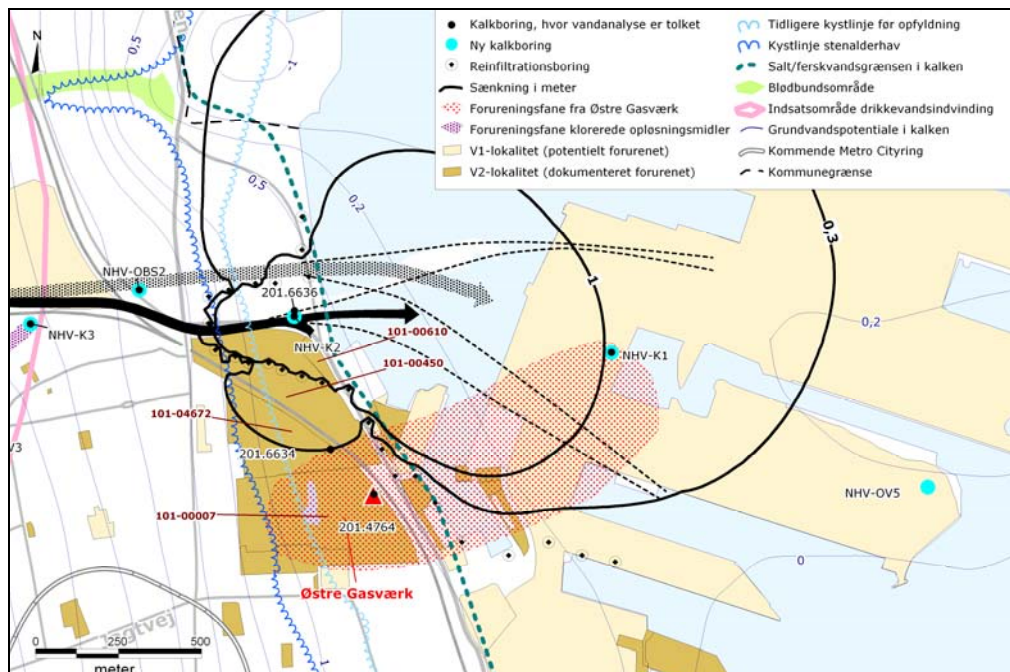 Kalkboring, hvor vandanalyse er tolket
Ny kalkboring
Reinfiltrationsboring
Sænkning i meter
Forureningsfane fra Østre Gasværk
Forureningsfane klorerede opløsningsmidler
V1-lokalitet (potentielt forurenet)
V2-lokalitet (dokumenteret forurenet)
Tidligere kystlinje før opfyldning
Kystlinje stenalderhav
Salt/ferskvandsgrænsen i kalken
Blødbundsområde
Indsatsområde drikkevandsindvinding
Grundvandspotentiale i kalken
Kommende Metro Cityring
Kommunegrænse
N
0,5
-1
0,5
0,2
0,3
1
NHV-OBS2
201.6636
NHV-K3
NHV-K2
101-00610
0,2
NHV-K1
101-00450
101-04672
V3
201.6634
NHV-OV5
101-00007
201.4764
0
Østre Gasværk
Jagtvej
1
0 250 500
meter